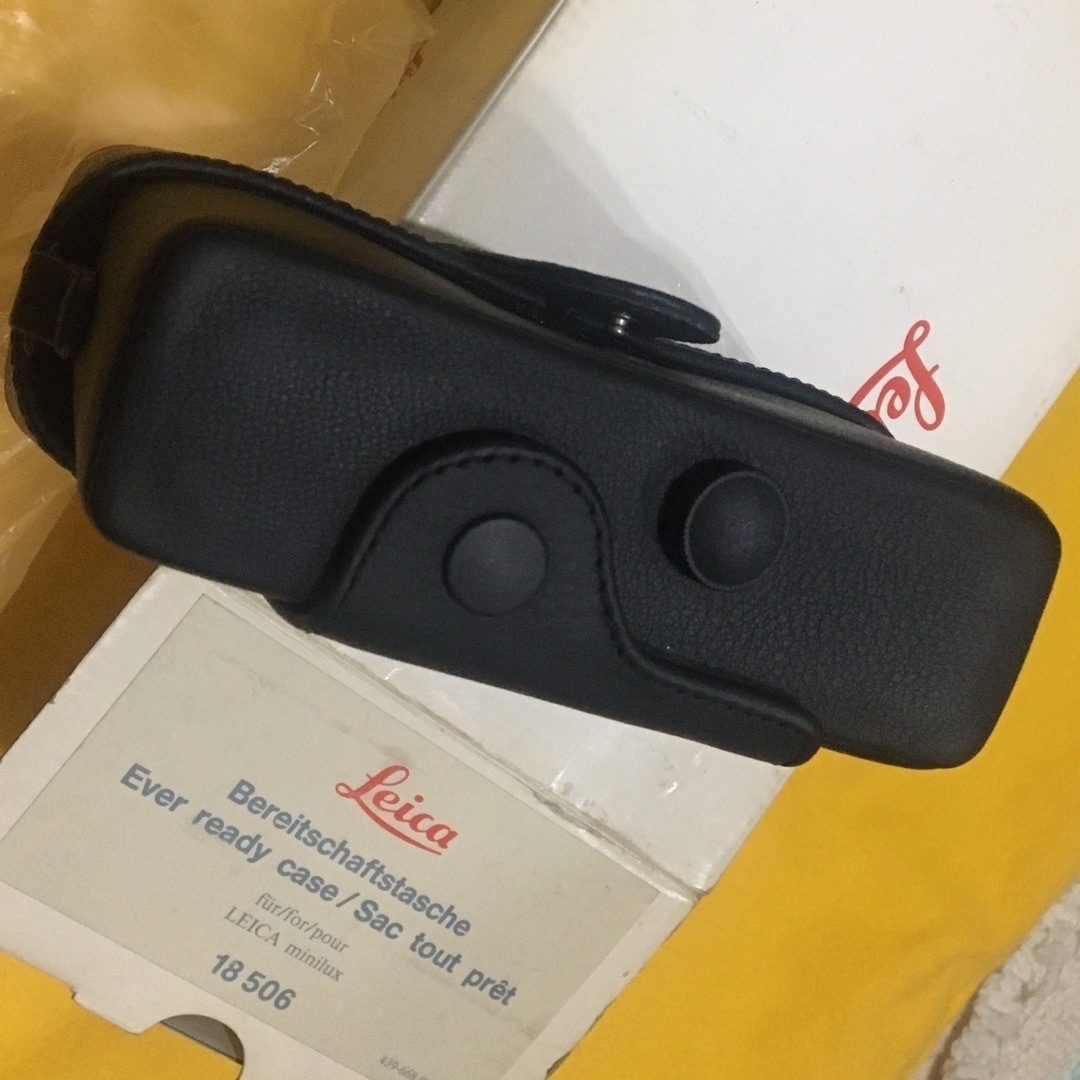 Leica
Bereitschaftstasche
Ever ready case / Sac tout prêt
für/for/pour
LEICA minilux
18 506